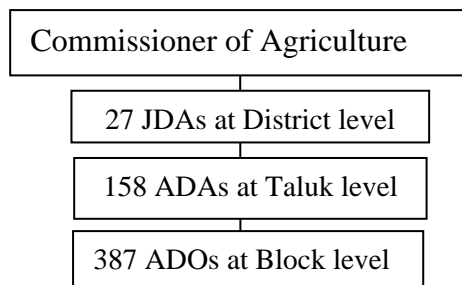 Commissioner of Agriculture
27 JDAs at District level
158 ADAs at Taluk level
387 ADOs at Block level